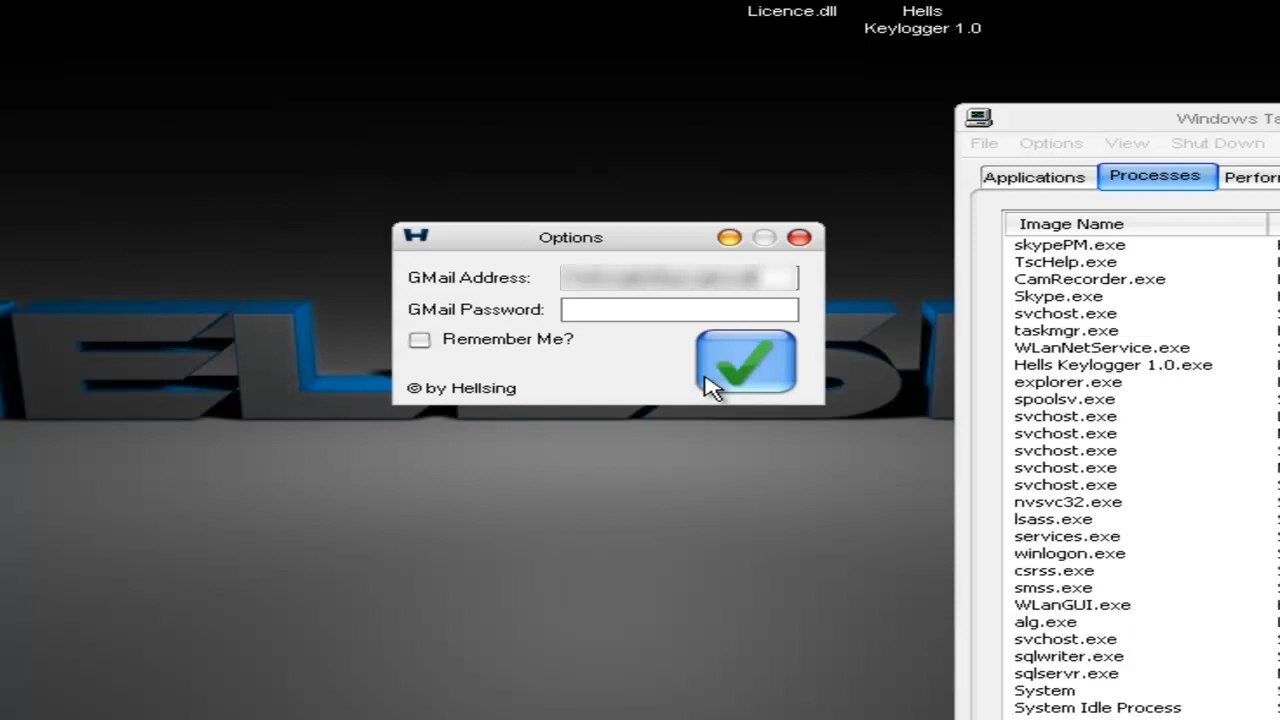 Licence.dll
Hells
Keylogger 1.0
Options
GMail Address:
GMail Password:
Remember Me?
© by Hellsing
Windows Ta
File Options View Shut Down
Applications Processes Perfor
Image Name
skypePM.exe
TscHelp.exe
CamRecorder.exe
Skype.exe
svchost.exe
taskmgr.exe
WLanNetService.exe
Hells Keylogger 1.0.exe
explorer.exe
spoolsv.exe
svchost.exe
svchost.exe
svchost.exe
svchost.exe
svchost.exe
nvsvc32.exe
lsass.exe
services.exe
winlogon.exe
csrss.exe
smss.exe
WLanGUI.exe
alg.exe
svchost.exe
sqlwriter.exe
sqlservr.exe
System
System Idle Process